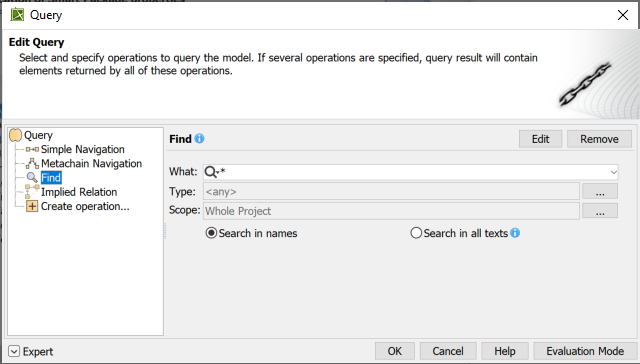 Query
Edit Query
Select and specify operations to query the model. If several operations are specified, query result will contain
elements returned by all of these operations.
Query
Simple Navigation
Metachain Navigation
Find
Implied Relation
Create operation...
Find
Edit
Remove
What: *
Type: <any> ...
Scope: Whole Project ...
Search in names
Search in all texts
Expert
OK
Cancel
Help
Evaluation Mode